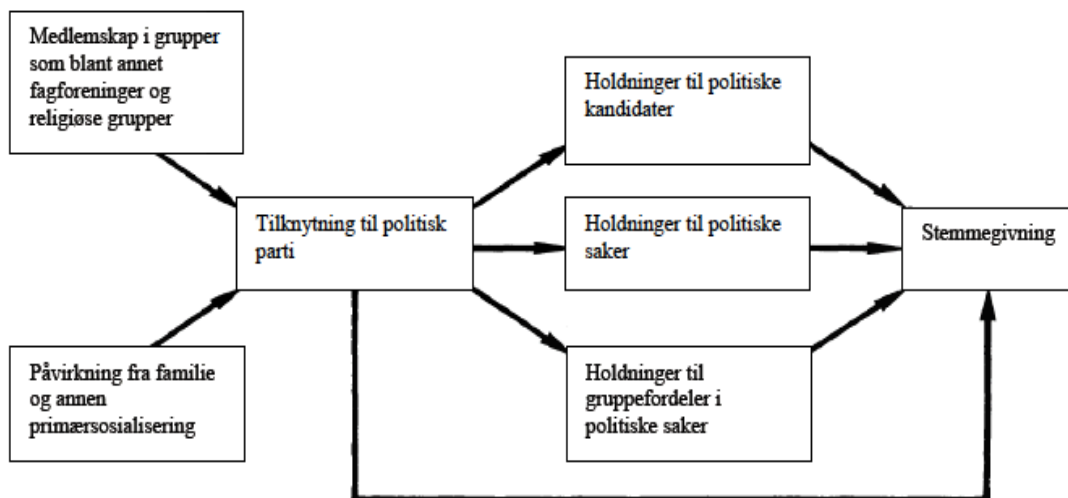 Medlemskap i grupper
som blant annet
fagforeninger og
religiøse grupper
Påvirkning fra familie
og annen
primærsosialisering
Tilknytning til politisk
parti
Holdninger til politiske
kandidater
Holdninger til politiske
saker
Holdninger til
gruppefordeler i
politiske saker
Stemmegivning